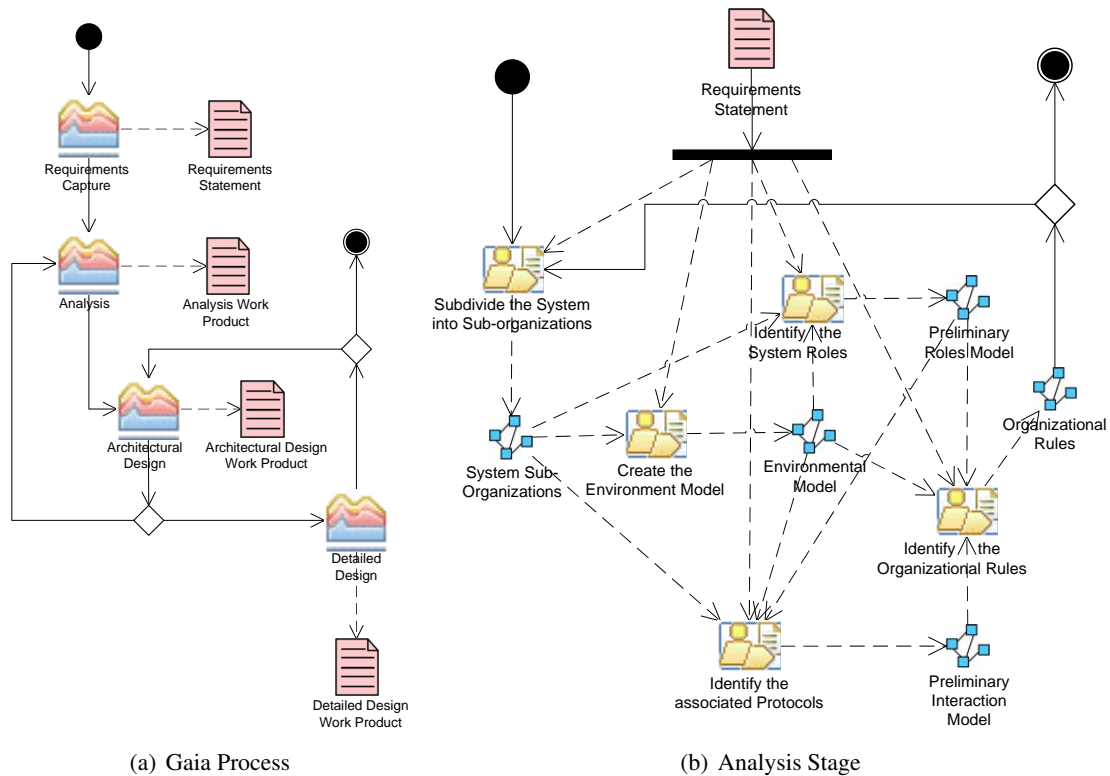 Requirements
Capture
Requirements
Statement
Analysis
Analysis Work
Product
Architectural
Design
Architectural Design
Work Product
Detailed
Design
Detailed Design
Work Product
(a) Gaia Process
Requirements
Statement
Subdivide the System
into Sub-organizations
Identify the
System Roles
Preliminary
Roles Model
Organizational
Rules
System Sub-
Organizations
Create the
Environment Model
Environmental
Model
Identify the
Organizational Rules
Identify the
associated Protocols
Preliminary
Interaction
Model
(b) Analysis Stage